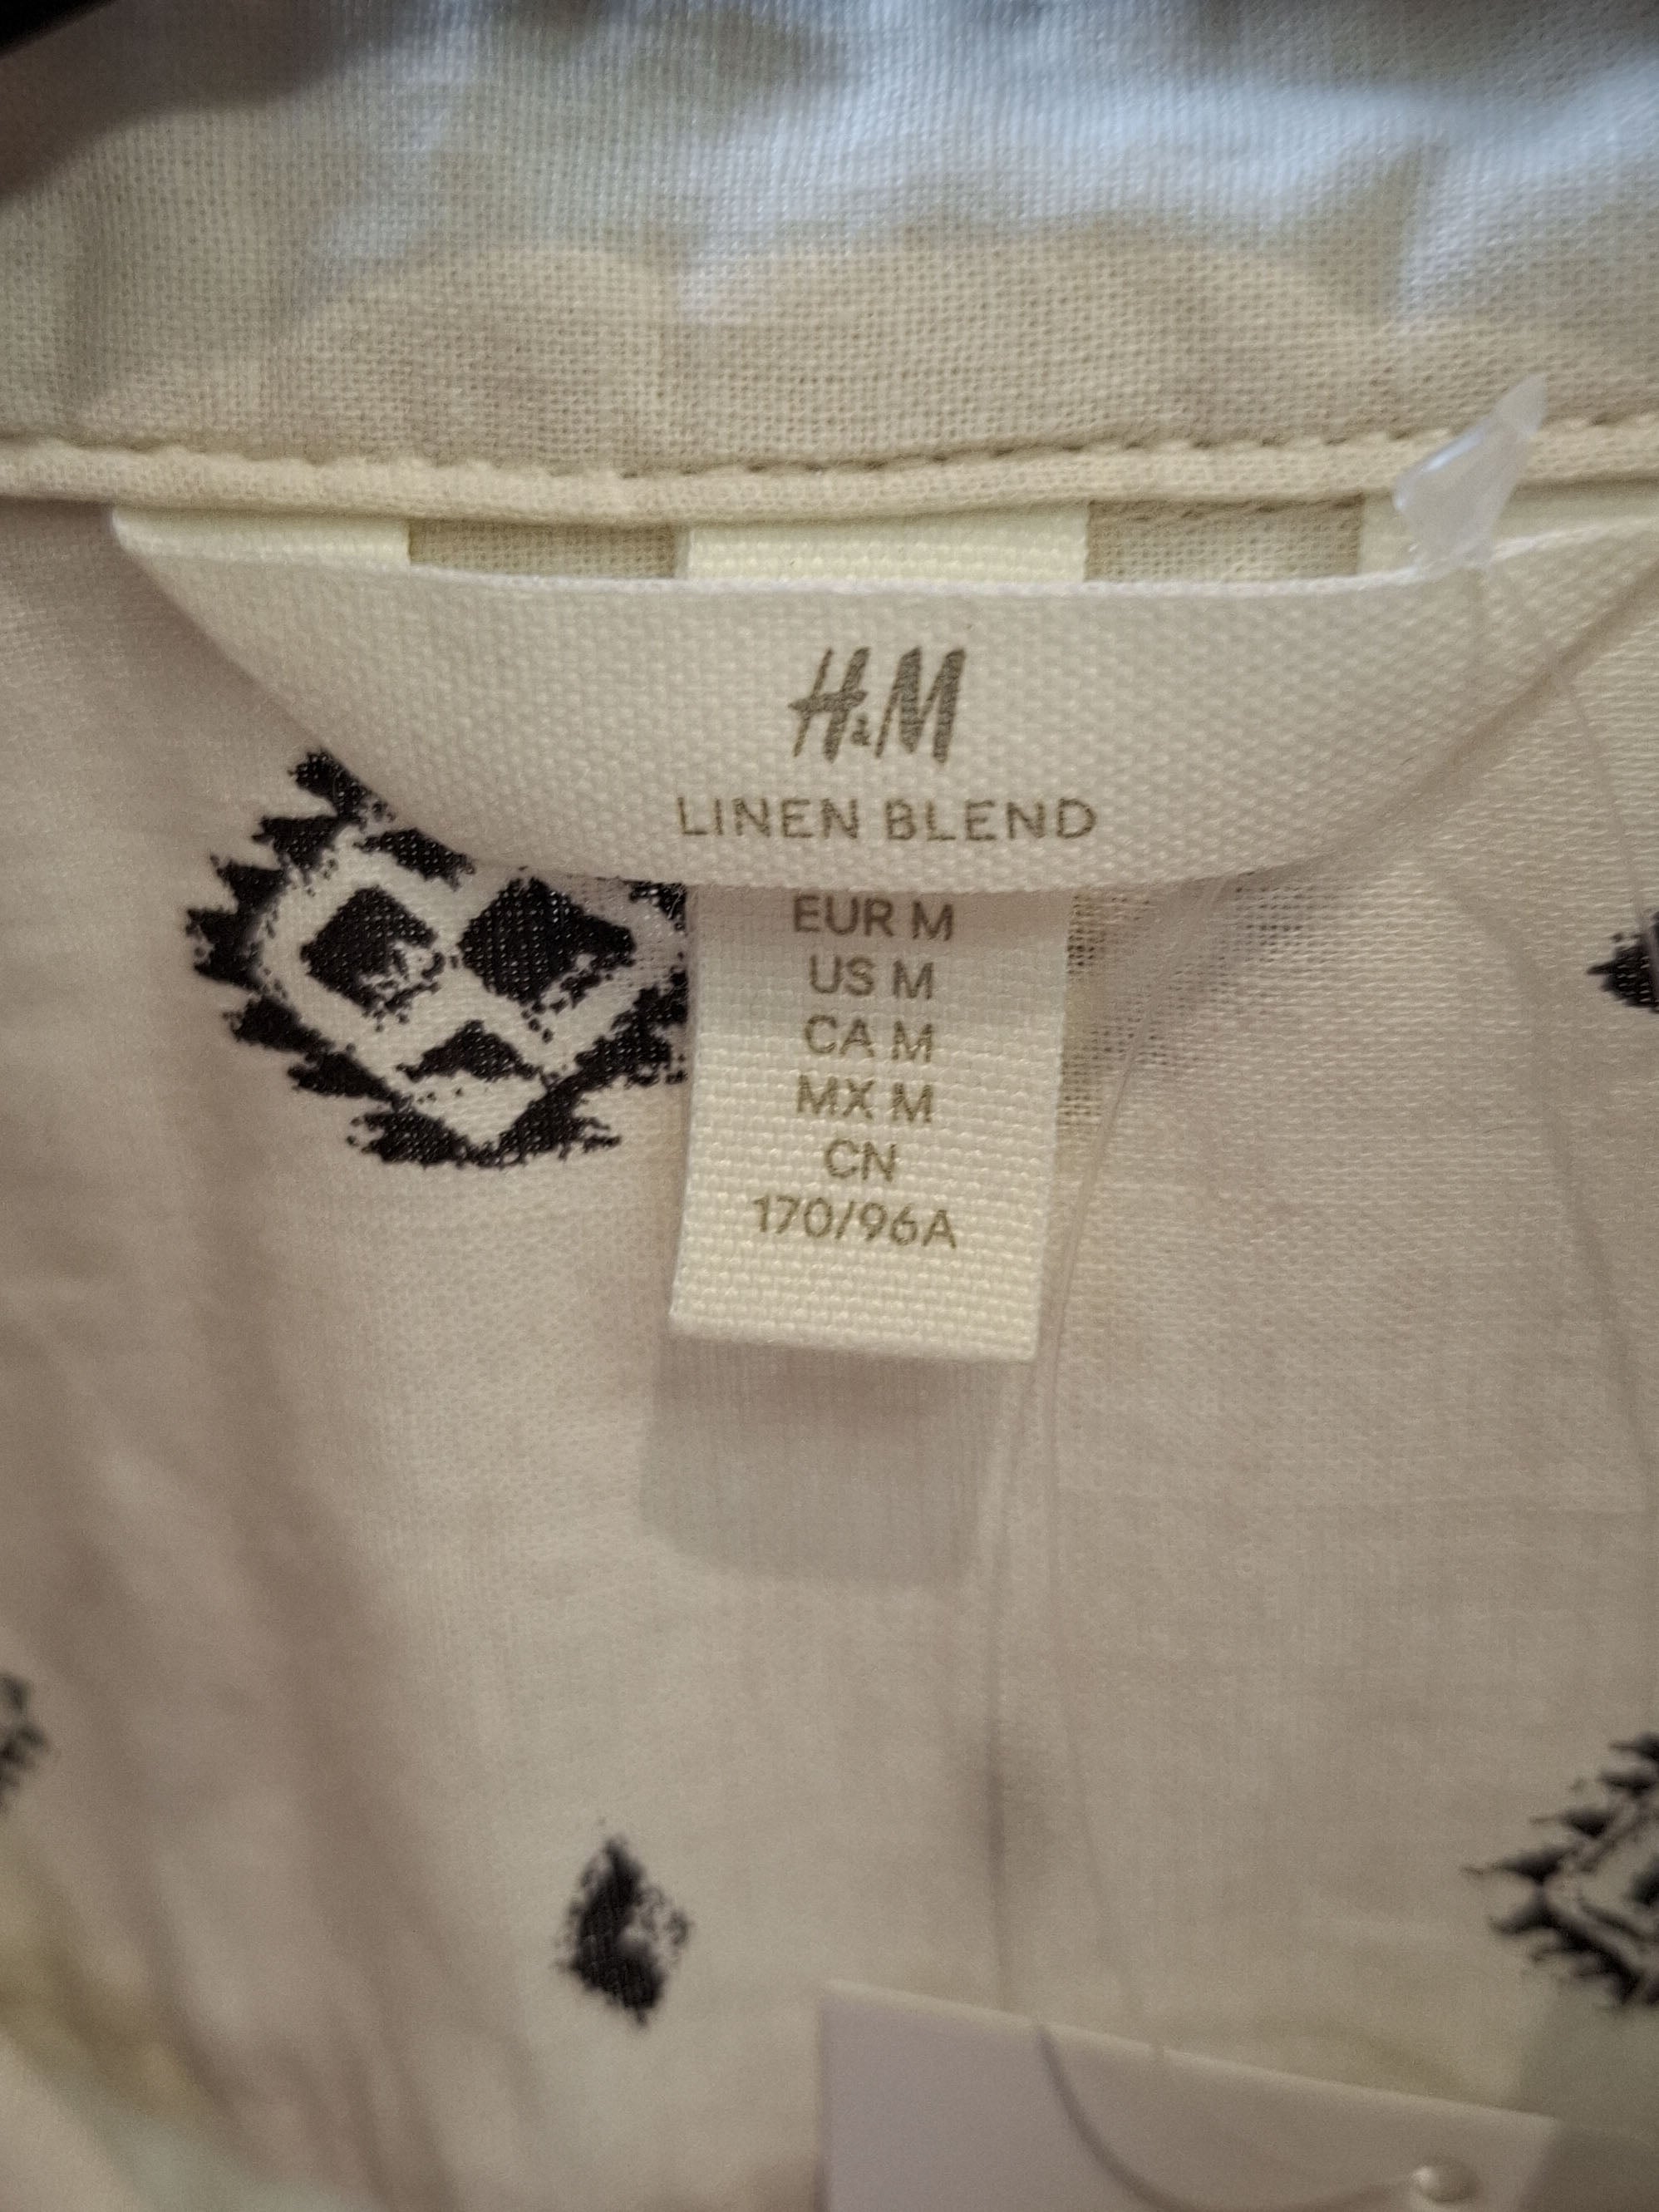 H&M
LINEN BLEND
EUR M
US M
CA M
MX M
CN
170/96A